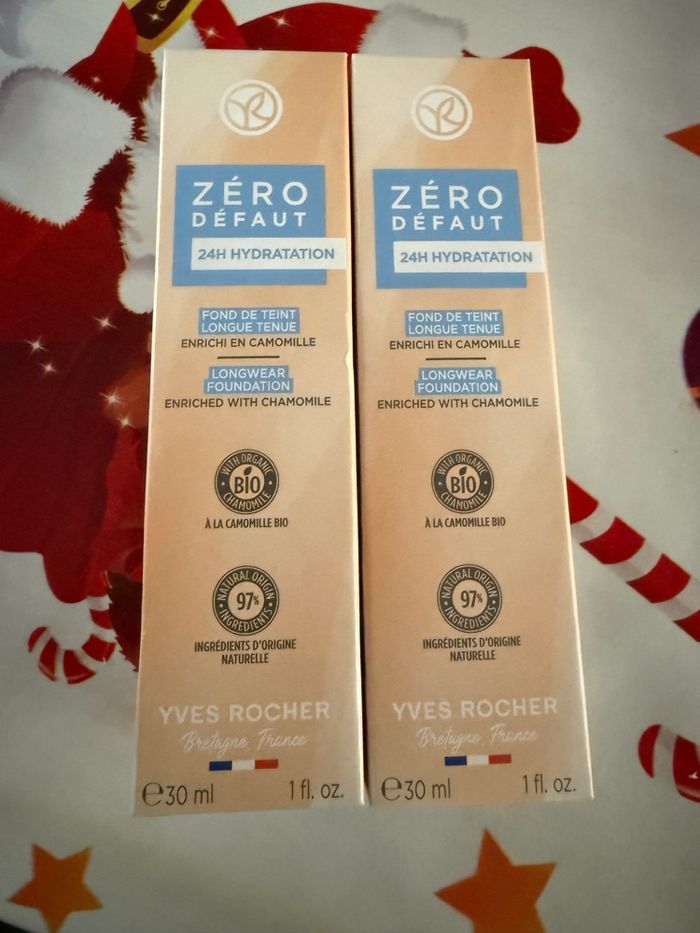 YR
ZÉRO
DÉFAUT
24H HYDRATATION
FOND DE TEINT
LONGUE TENUE
ENRICHI EN CAMOMILLE
LONGWEAR
FOUNDATION
ENRICHED WITH CHAMOMILE
WITH ORGANIC
BIO
CHAMOMILE
À LA CAMOMILLE BIO
NATURAL ORIGIN
97%
INGREDIENTS
INGRÉDIENTS D'ORIGINE
NATURELLE
YVES ROCHER
Bretagne, France
℮30 ml 1 fl. oz.
YR
ZÉRO
DÉFAUT
24H HYDRATATION
FOND DE TEINT
LONGUE TENUE
ENRICHI EN CAMOMILLE
LONGWEAR
FOUNDATION
ENRICHED WITH CHAMOMILE
WITH ORGANIC
BIO
CHAMOMILE
À LA CAMOMILLE BIO
NATURAL ORIGIN
97%
INGREDIENTS
INGRÉDIENTS D'ORIGINE
NATURELLE
YVES ROCHER
Bretagne, France
℮30 ml 1 fl. oz.